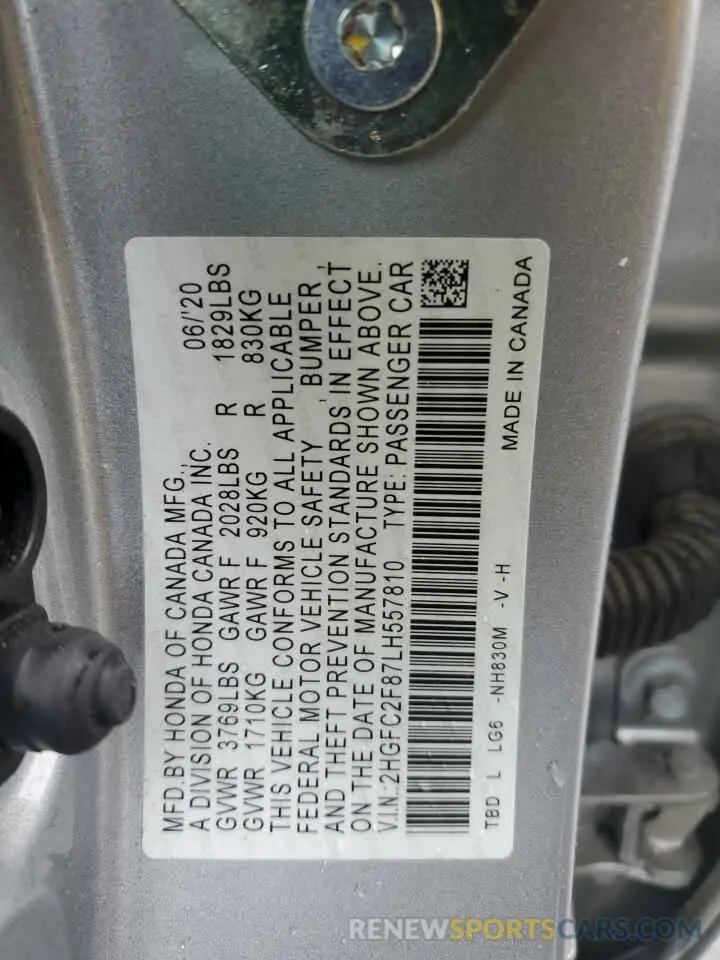 MFD.BY HONDA OF CANADA MFG., 06/'20
A DIVISION OF HONDA CANADA INC.
GVWR 3769LBS GAWR F 2028LBS R 1829LBS
GVWR 1710KG GAWR F 920KG R 830KG
THIS VEHICLE CONFORMS TO ALL APPLICABLE
FEDERAL MOTOR VEHICLE SAFETY , BUMPER ,
AND THEFT PREVENTION STANDARDS IN EFFECT
ON THE DATE OF MANUFACTURE SHOWN ABOVE.
V.I.N.:2HGFC2F87LH557810 TYPE: PASSENGER CAR
TBD L LG6 -NH830M -V -H MADE IN CANADA
RENEWSPORTSCARS.COM